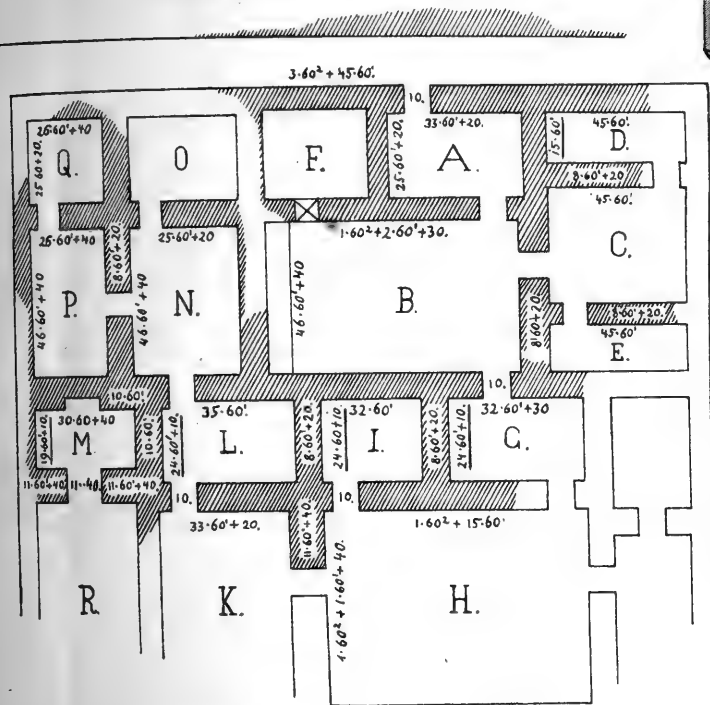 3·60² + 45·60'.
10.
25·60'+40
25·60+20.
Q.
O
F.
25·60'+20.
33·60'+20.
A.
15·60'
45·60'.
D.
8·60'+20
45·60'.
25·60'+40
8·60'+20.
25·60'+20
1·60²+2·60'+30.
46·60'+40
P.
46·60'+40
N.
46·60'+40
B.
C.
8·60+20.
8·60'+20.
45·60'
E.
10·60'.
35·60'.
8·60'+20.
32·60'
8·60'+20.
10.
32·60'+30
19·60'+10.
30·60+40
M.
10·60'.
24·60'+10.
L.
24·60+10.
I.
24·60'+10.
G.
11·60'+40
11·40.
11·60'+40
10.
33·60'+20.
11·60'+40.
10.
1·60²+15·60'
1·60²+1·60'+40.
R.
K.
H.